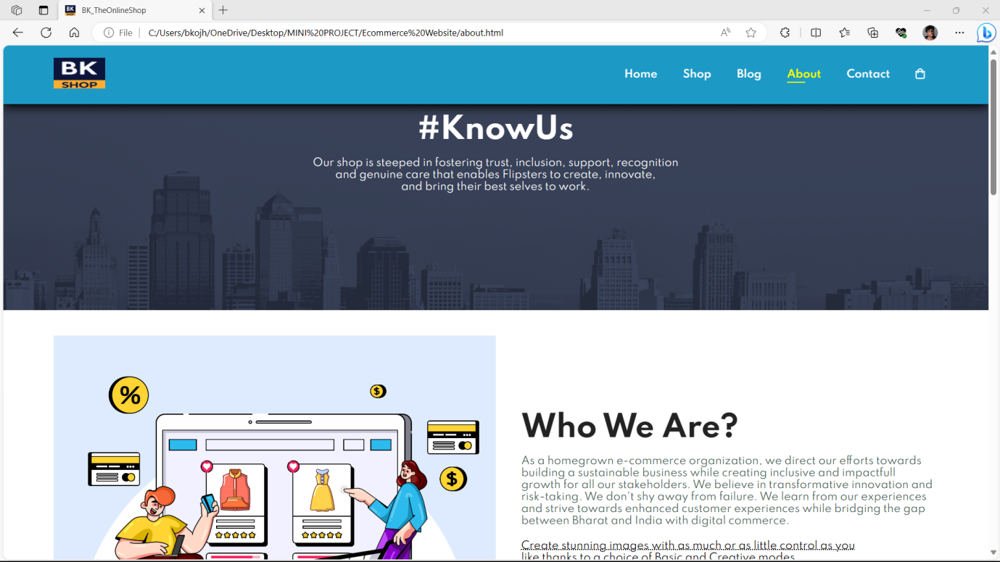 BK_TheOnlineShop
File
C:/Users/bkojh/OneDrive/Desktop/MINI%20PROJECT/Ecommerce%20Website/about.html
BK
SHOP
Home Shop Blog About Contact
#KnowUs
Our shop is steeped in fostering trust, inclusion, support, recognition
and genuine care that enables Flipsters to create, innovate,
and bring their best selves to work.
%
$
$
Who We Are?
As a homegrown e-commerce organization, we direct our efforts towards
building a sustainable business while creating inclusive and impactfull
growth for all our stakeholders. We believe in transformative innovation and
risk-taking. We don't shy away from failure. We learn from our experiences
and strive towards enhanced customer experiences while bridging the gap
between Bharat and India with digital commerce.
Create stunning images with as much or as little control as you
like thanks to a choice of Basic and Creative modes.